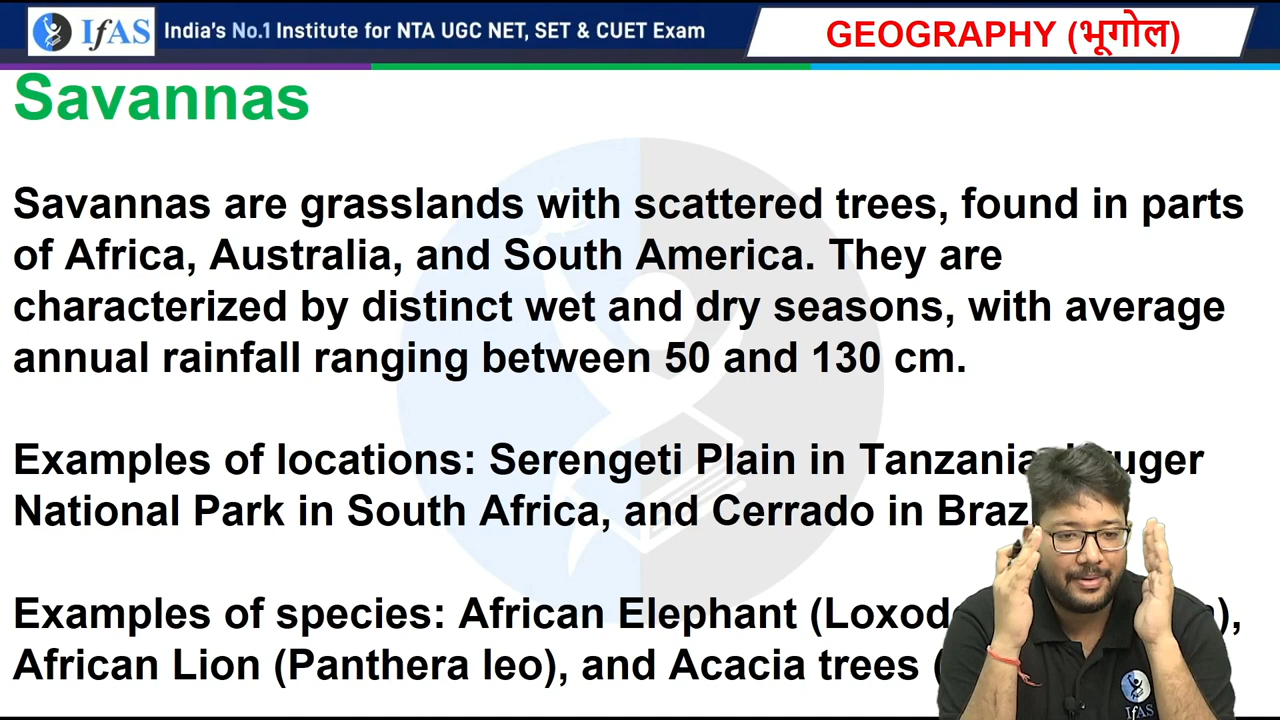 IfAS India's No.1 Institute for NTA UGC NET, SET & CUET Exam
GEOGRAPHY (भूगोल)
Savannas
Savannas are grasslands with scattered trees, found in parts
of Africa, Australia, and South America. They are
characterized by distinct wet and dry seasons, with average
annual rainfall ranging between 50 and 130 cm.
Examples of locations: Serengeti Plain in Tanzania
National Park in South Africa, and Cerrado in
Examples of species: African Elephant
African Lion (Panthera leo), and Acacia trees (
IfAS